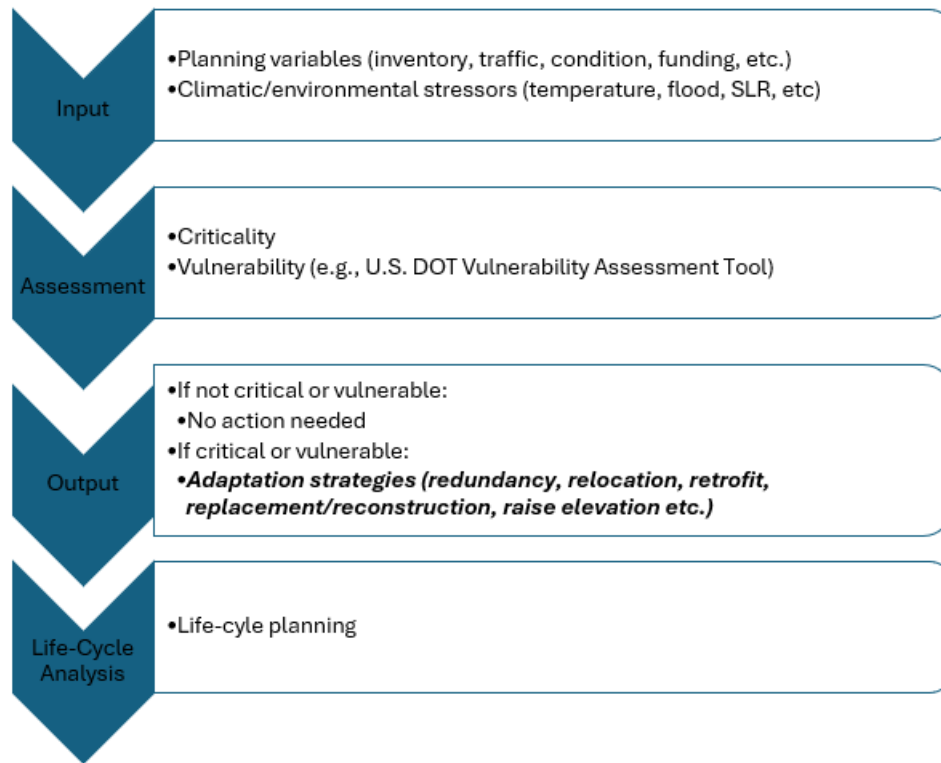 Input
•Planning variables (inventory, traffic, condition, funding, etc.)
•Climatic/environmental stressors (temperature, flood, SLR, etc)
Assessment
•Criticality
•Vulnerability (e.g., U.S. DOT Vulnerability Assessment Tool)
Output
•If not critical or vulnerable:
•No action needed
•If critical or vulnerable:
•Adaptation strategies (redundancy, relocation, retrofit,
replacement/reconstruction, raise elevation etc.)
Life-Cycle
Analysis
•Life-cyle planning